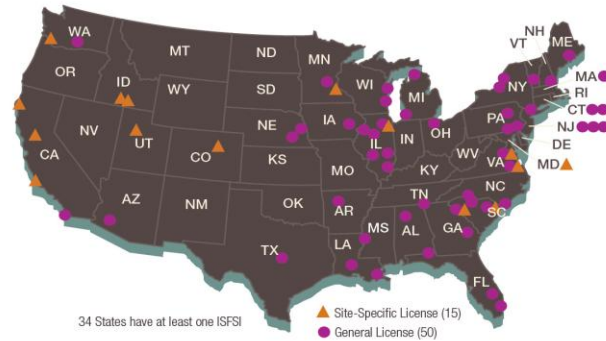 WA
OR
CA
NV
ID
MT
WY
UT
AZ
CO
NM
ND
SD
NE
KS
OK
TX
MN
IA
MO
AR
LA
WI
IL
MI
IN
OH
KY
TN
MS
AL
GA
FL
SC
NC
VA
WV
PA
NY
VT
NH
ME
MA
RI
CT
NJ
DE
MD
34 States have at least one ISFSI
Site-Specific License (15)
General License (50)